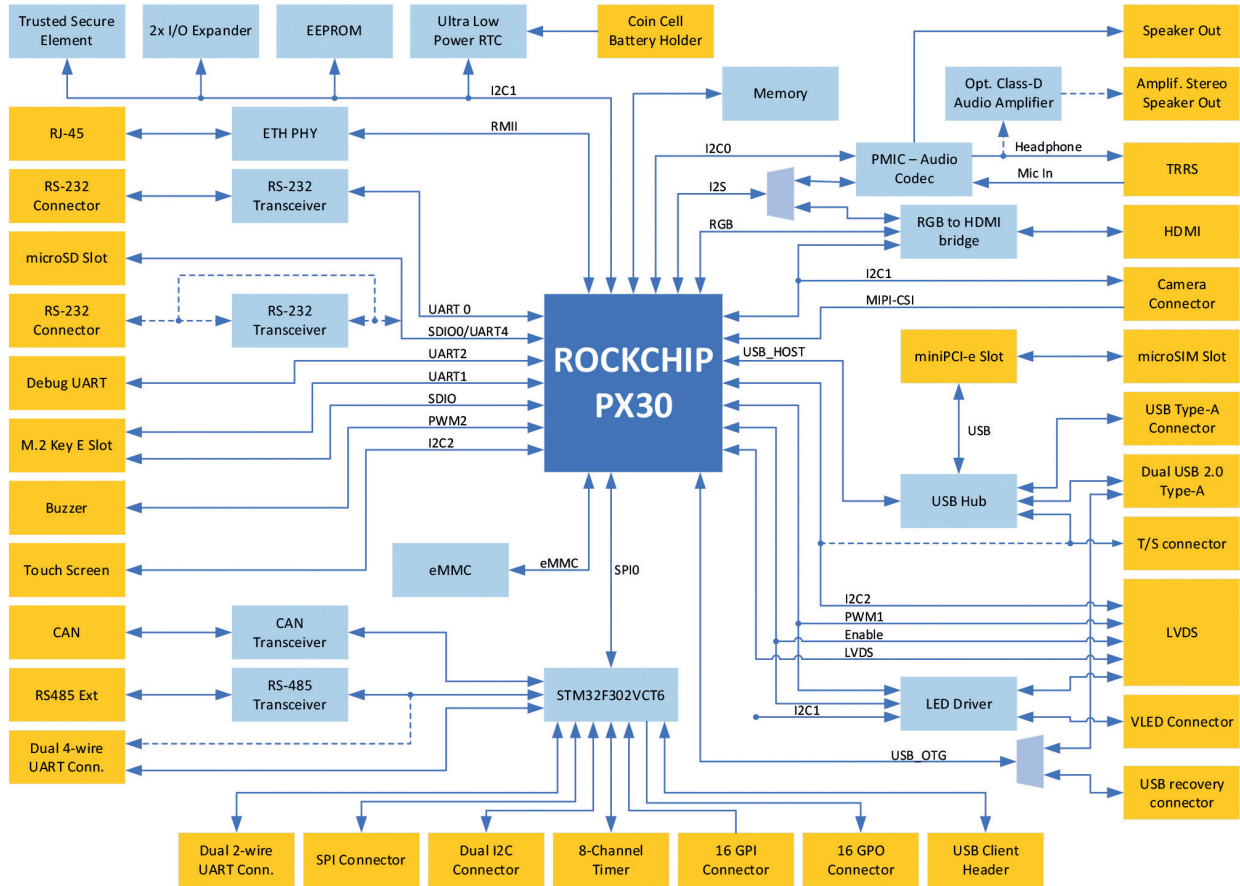 Trusted Secure
Element
2x I/O Expander
EEPROM
Ultra Low
Power RTC
Coin Cell
Battery Holder
Speaker Out
I2C1
Memory
Opt. Class-D
Audio Amplifier
Amplif. Stereo
Speaker Out
RJ-45
ETH PHY
RMII
I2C0
PMIC – Audio
Codec
Headphone
Mic In
TRRS
RS-232
Connector
RS-232
Transceiver
I2S
RGB
RGB to HDMI
bridge
HDMI
microSD Slot
I2C1
Camera
Connector
MIPI-CSI
RS-232
Connector
RS-232
Transceiver
UART 0
SDIO0/UART4
UART2
UART1
SDIO
PWM2
I2C2
ROCKCHIP
PX30
USB_HOST
miniPCI-e Slot
microSIM Slot
Debug UART
USB
USB Type-A
Connector
M.2 Key E Slot
Dual USB 2.0
Type-A
Buzzer
USB Hub
T/S connector
Touch Screen
eMMC
eMMC
SPI0
I2C2
PWM1
Enable
LVDS
LVDS
CAN
CAN
Transceiver
RS485 Ext
RS-485
Transceiver
STM32F302VCT6
I2C1
LED Driver
VLED Connector
Dual 4-wire
UART Conn.
USB_OTG
USB recovery
connector
Dual 2-wire
UART Conn.
SPI Connector
Dual I2C
Connector
8-Channel
Timer
16 GPI
Connector
16 GPO
Connector
USB Client
Header